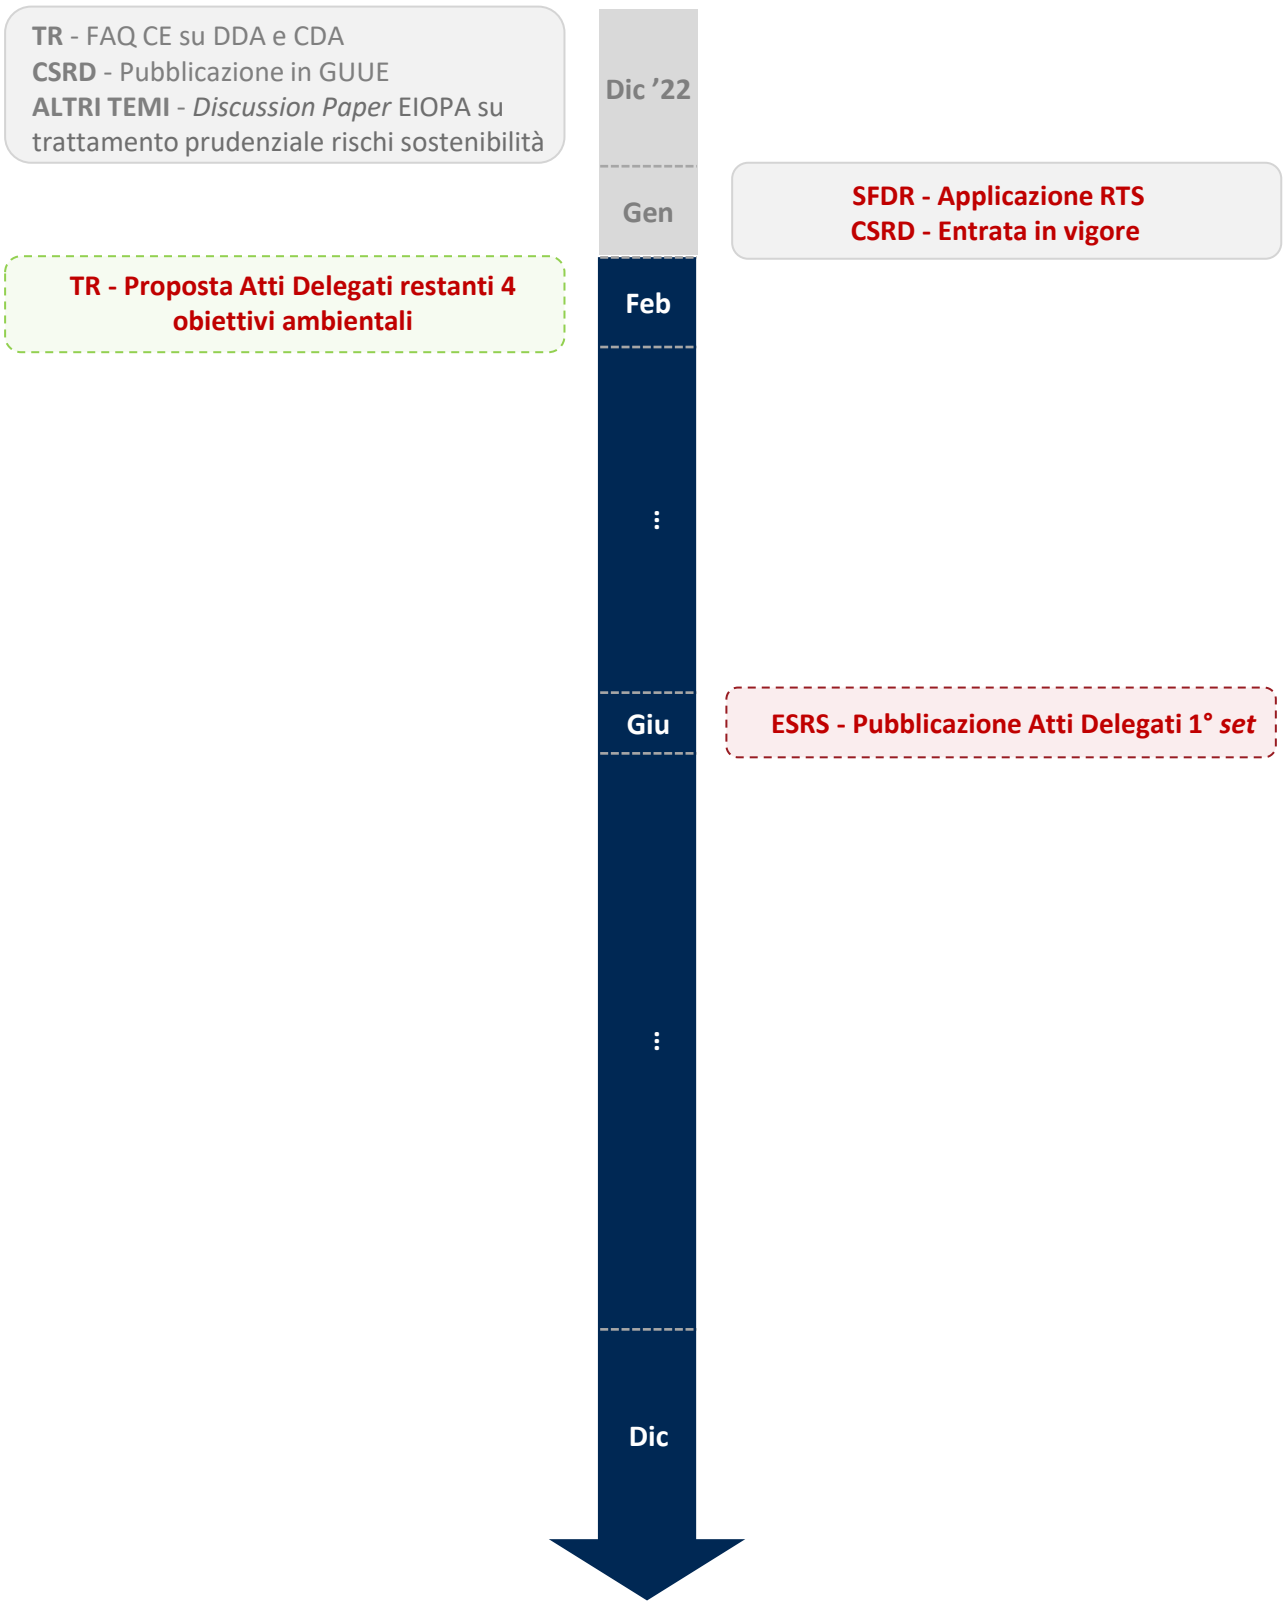 TR - FAQ CE su DDA e CDA
CSRD - Pubblicazione in GUUE
ALTRI TEMI - Discussion Paper EIOPA su
trattamento prudenziale rischi sostenibilità
Dic ’22
Gen
SFDR - Applicazione RTS
CSRD - Entrata in vigore
TR - Proposta Atti Delegati restanti 4
obiettivi ambientali
Feb
...
Giu
ESRS - Pubblicazione Atti Delegati 1° set
...
Dic